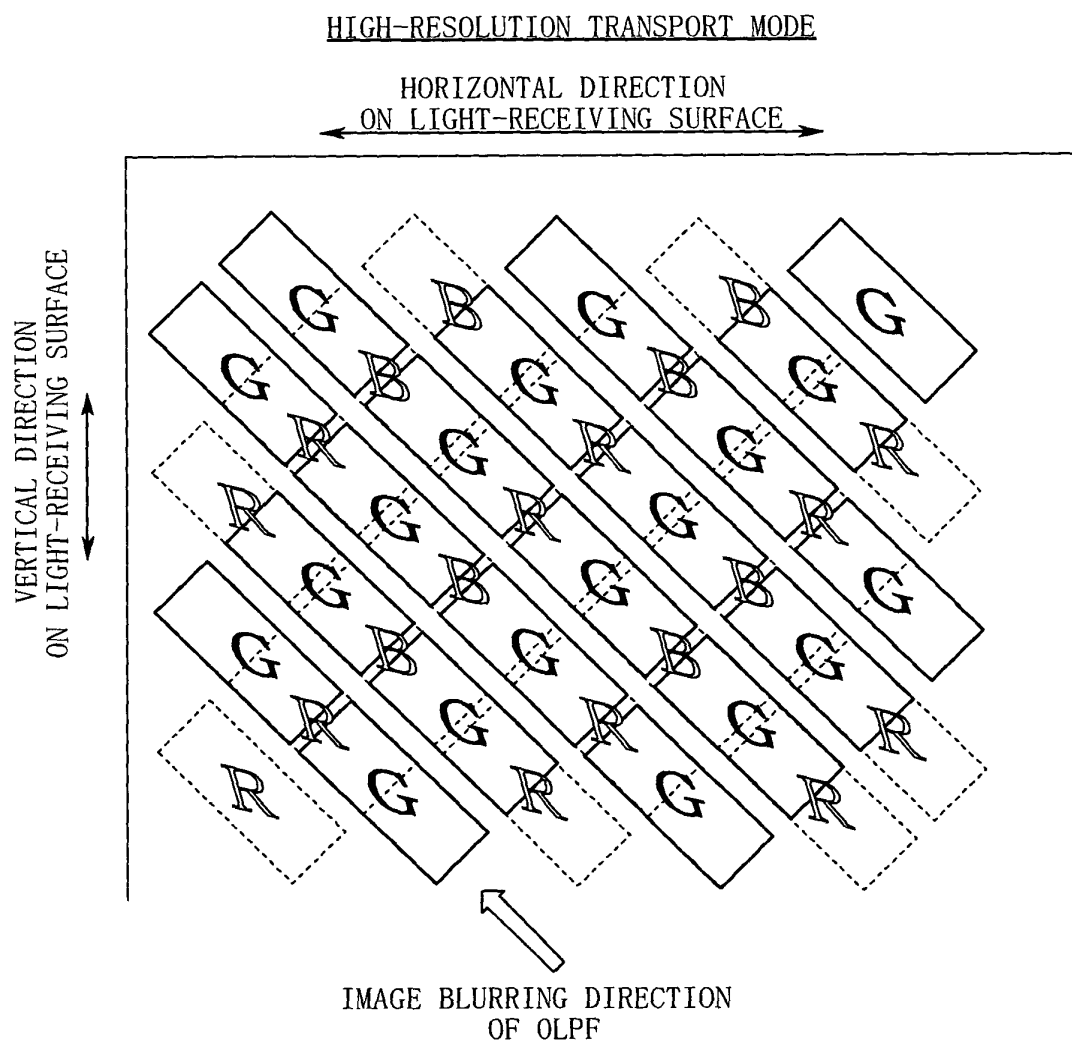 HIGH-RESOLUTION TRANSPORT MODE
HORIZONTAL DIRECTION
ON LIGHT-RECEIVING SURFACE
VERTICAL DIRECTION
ON LIGHT-RECEIVING SURFACE
G B G B G
G B G B G
R G R G R
R G R G R
G B G B G
G B G B G
R G R G R
R G R G R
IMAGE BLURRING DIRECTION
OF OLPF